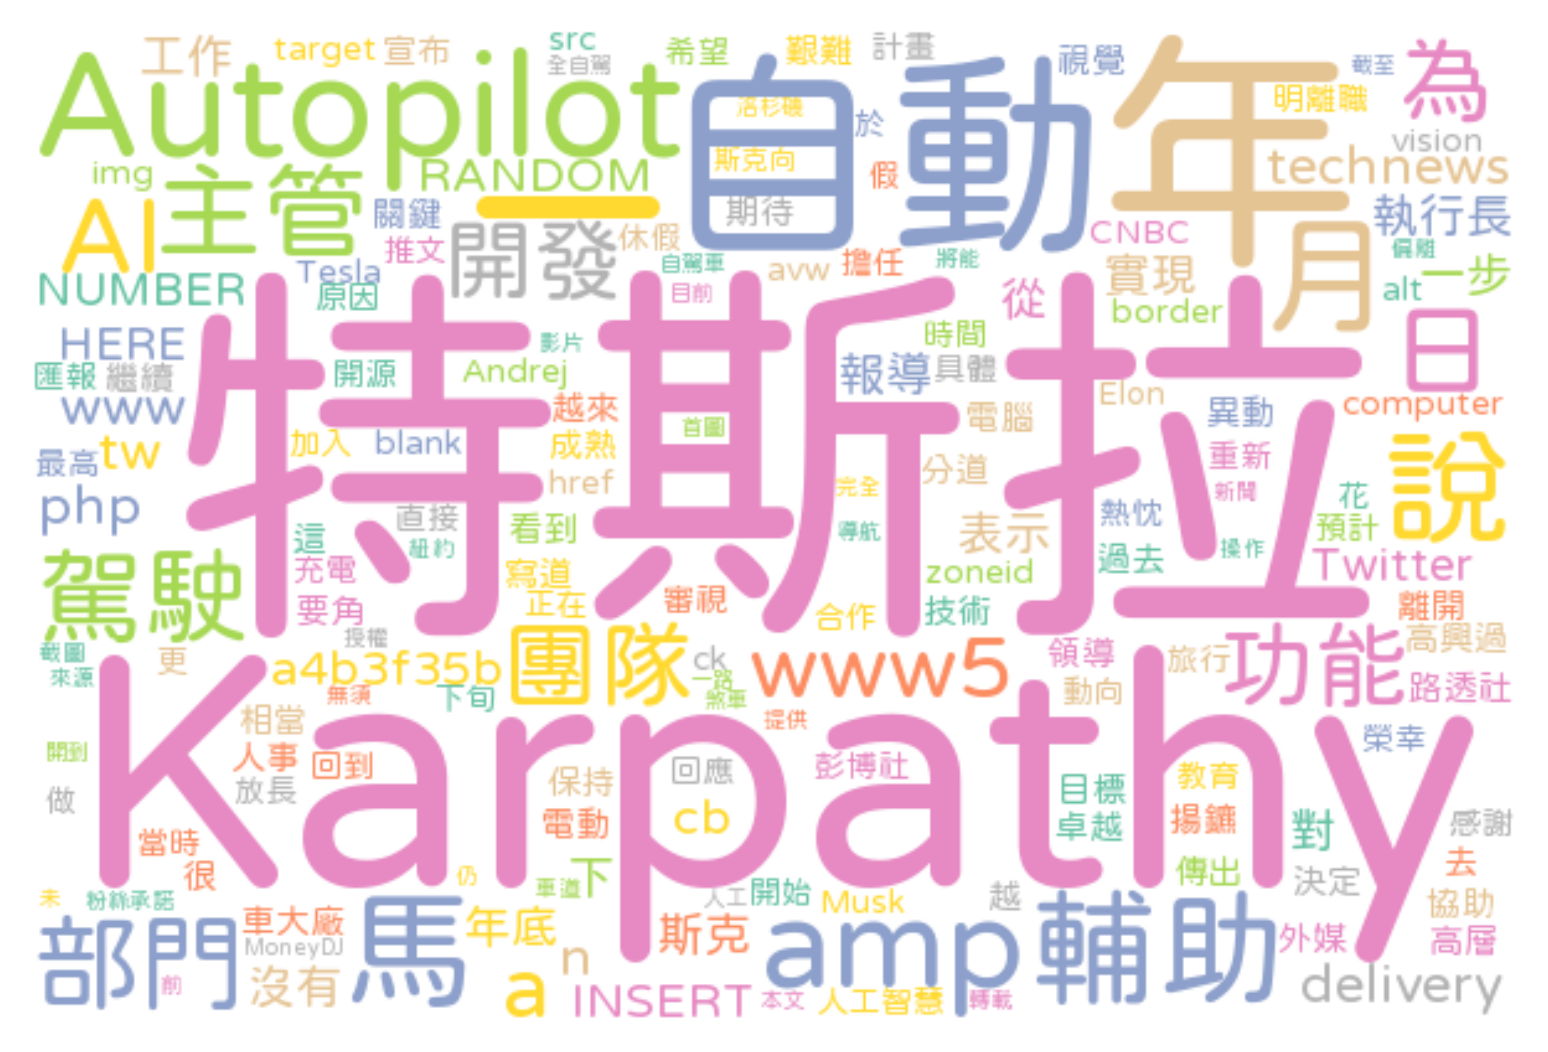 工作 target 宣布 src 希望 艱難 計畫
全自駕 視覺 截至 為
Autopilot 自動 年
洛杉磯 於 明離職
vision
img RANDOM 斯克向 假 technews
AI 主管 關鍵 一 期待 執行長
推文 開發 休假 CNBC 月 偏離
Tesla 自駕車 avw 擔任 將能 實現 一步
NUMBER 原因 目前 從 alt
border
HERE 影片 時間 日
匯報 繼續 開源 Andrej 報導 具體
特斯拉
www 越來 Elon computer
首圖 電腦 異動
tw 加入 blank 成熟 說
最高 href 分道 重新
php 完全 新聞 花
直接 看到 導航 表示 熱忱 預計
這 紐約 過去 操作
駕駛 充電 寫道 zoneid Twitter
要角 正在 審視 合作 技術 離開
截圖 授權 團隊 功能 高興過
來源 更 a4b3f35b ck www5 領導 旅行
無須 下旬 一路 動向 路透社
煞車
相當 提供
Karpathy
開到 人事 回到 榮幸
放長 保持 回應 彭博社 目標 教育
做 電動 cb 卓越 揚鑣 對 感謝
當時
很 仍 車道 下 傳出 決定 去
未 粉絲承諾 人工 開始 Musk 越 協助
部門 車大廠 馬 年底 斯克 amp 輔助 外媒 高層
MoneyDJ
前 沒有 a n delivery
INSERT 本文 人工智慧 轉載